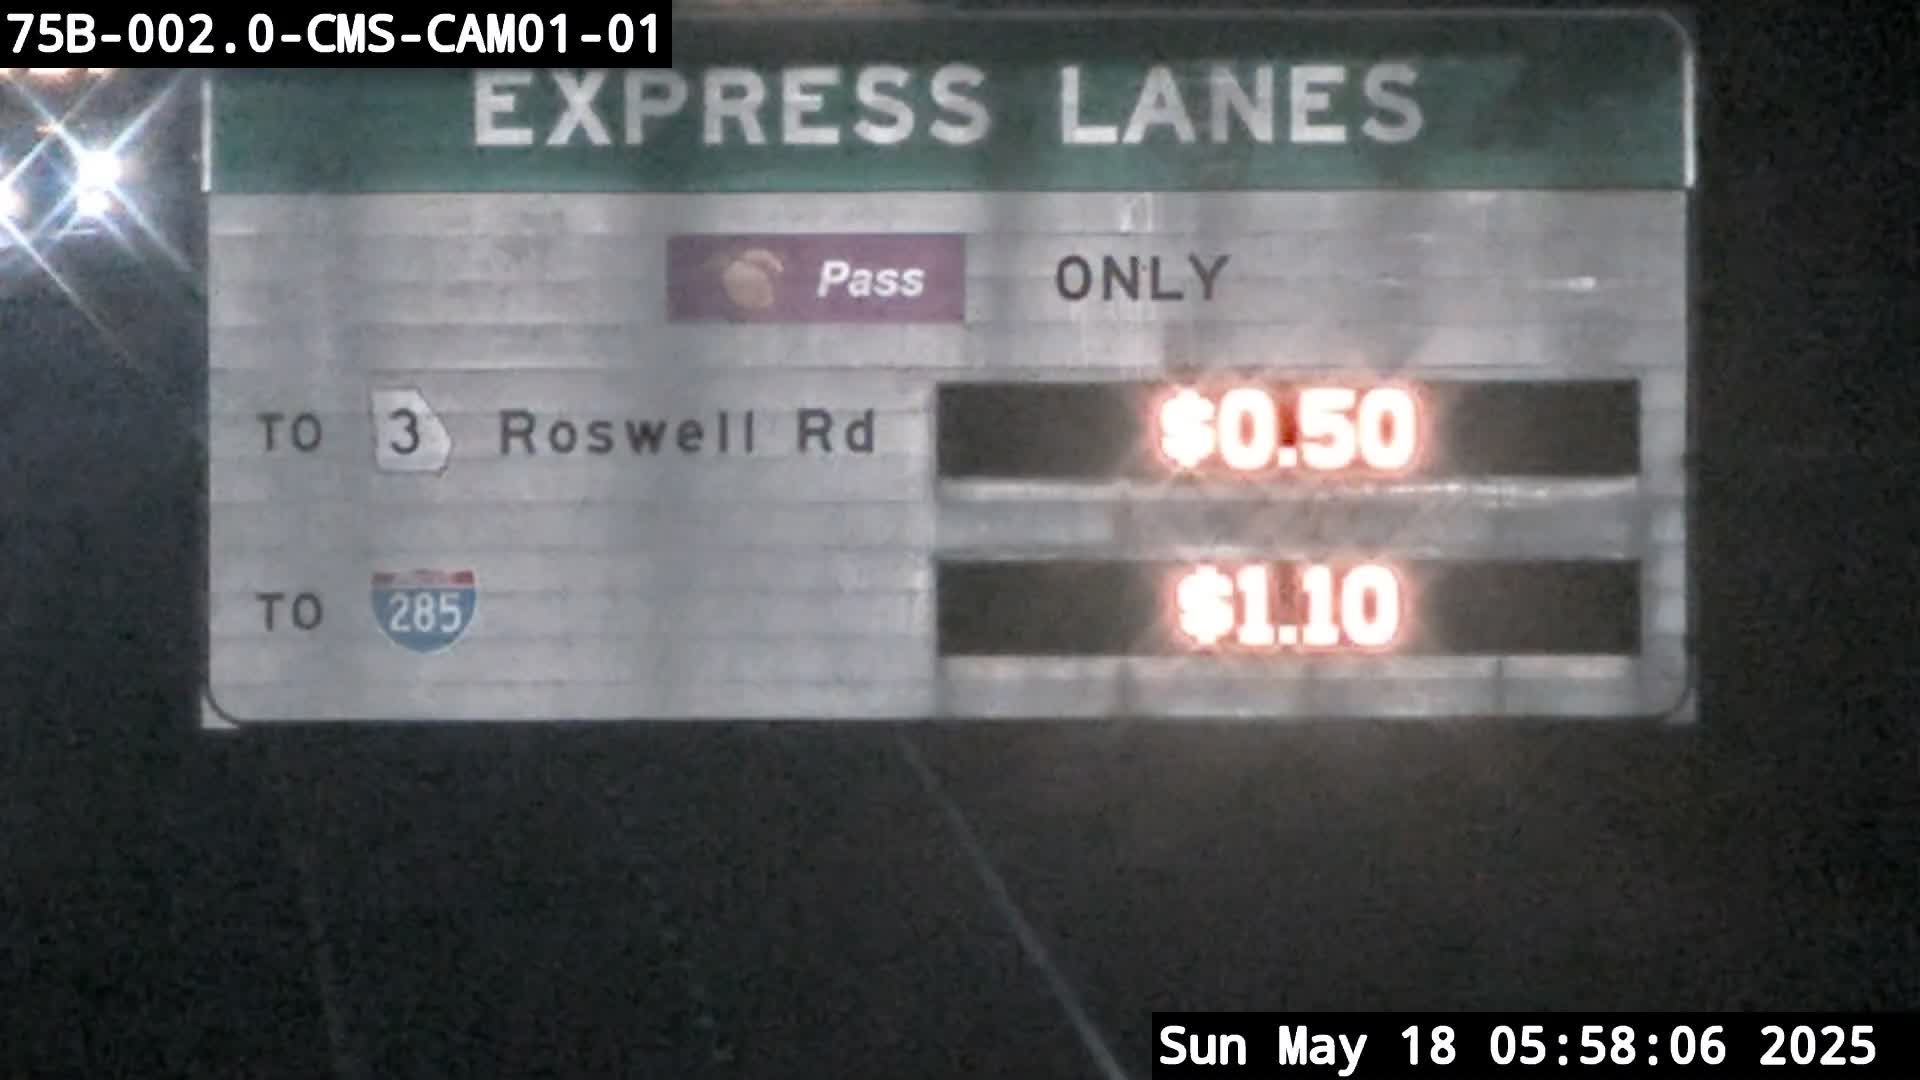 75B-002.0-CMS-CAM01-01
EXPRESS LANES
Pass ONLY
TO 3 Roswell Rd $0.50
TO 285 $1.10
Sun May 18 05:58:06 2025